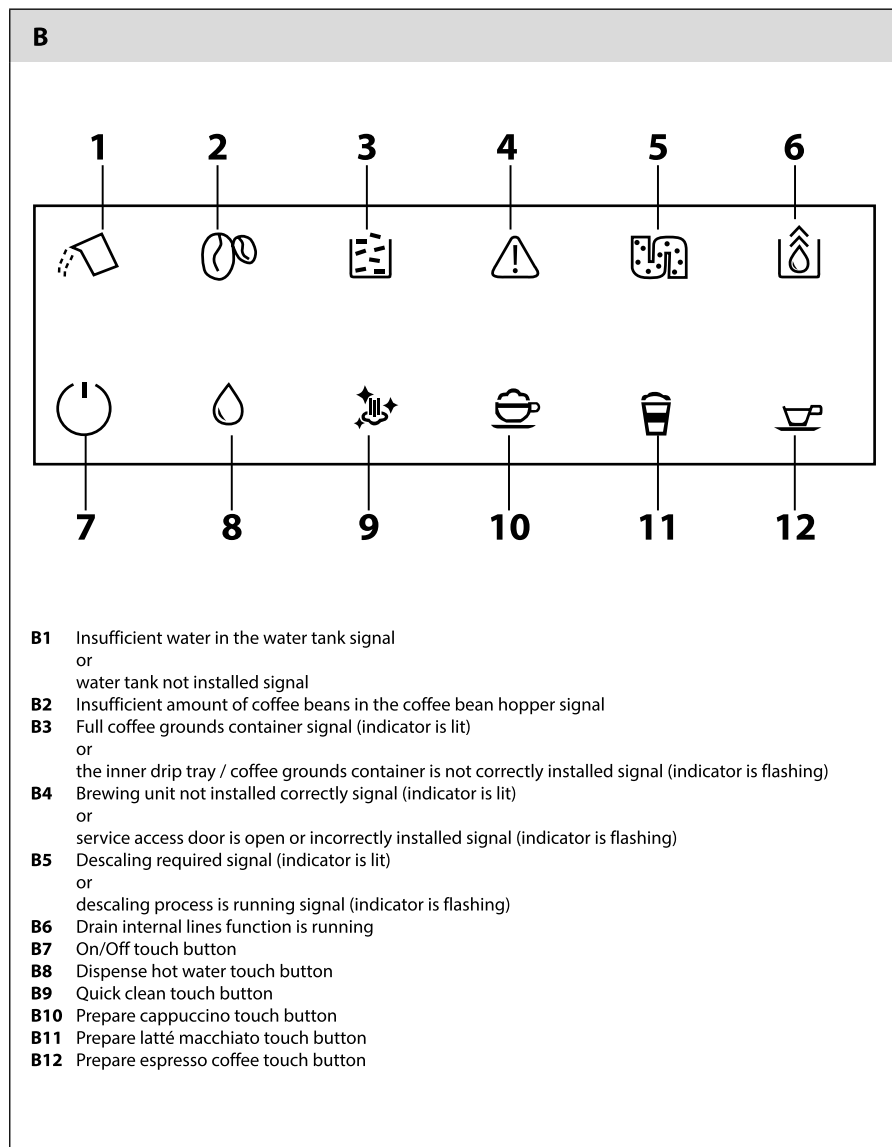 B
1 2 3 4 5 6
7 8 9 10 11 12
B1 Insufficient water in the water tank signal
or
water tank not installed signal
B2 Insufficient amount of coffee beans in the coffee bean hopper signal
B3 Full coffee grounds container signal (indicator is lit)
or
the inner drip tray / coffee grounds container is not correctly installed signal (indicator is flashing)
B4 Brewing unit not installed correctly signal (indicator is lit)
or
service access door is open or incorrectly installed signal (indicator is flashing)
B5 Descaling required signal (indicator is lit)
or
descaling process is running signal (indicator is flashing)
B6 Drain internal lines function is running
B7 On/Off touch button
B8 Dispense hot water touch button
B9 Quick clean touch button
B10 Prepare cappuccino touch button
B11 Prepare latté macchiato touch button
B12 Prepare espresso coffee touch button